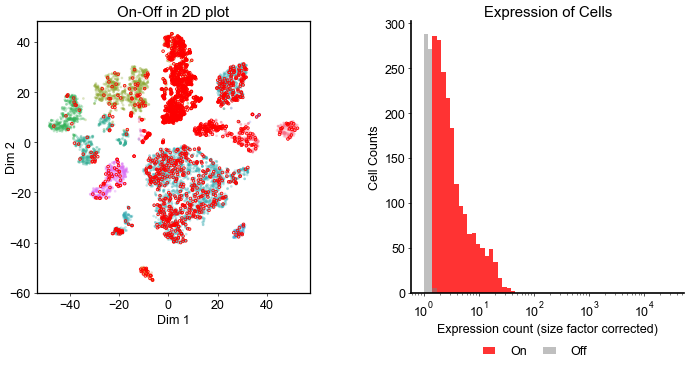 On-Off in 2D plot
Dim 2
40
20
0
−20
−40
−60
−40 −20 0 20 40
Dim 1
Expression of Cells
Cell Counts
300
250
200
150
100
50
0
10^0 10^1 10^2 10^3 10^4
Expression count (size factor corrected)
On Off